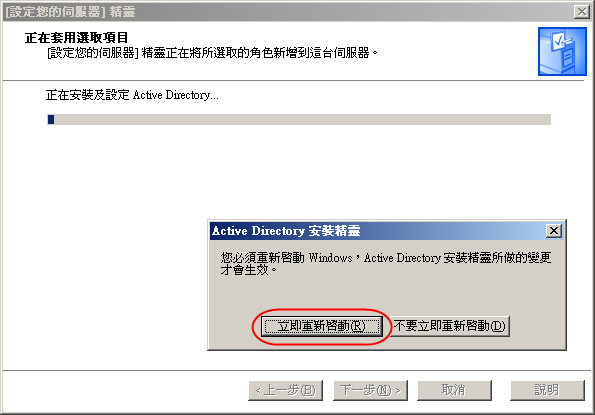 [設定您的伺服器] 精靈
正在套用選取項目
[設定您的伺服器] 精靈正在將所選取的角色新增到這台伺服器。
正在安裝及設定 Active Directory...
Active Directory 安裝精靈
您必須重新啟動 Windows，Active Directory 安裝精靈所做的變更
才會生效。
立即重新啟動(R) 不要立即重新啟動(D)
< 上一步(B) 下一步(N) > 取消 說明